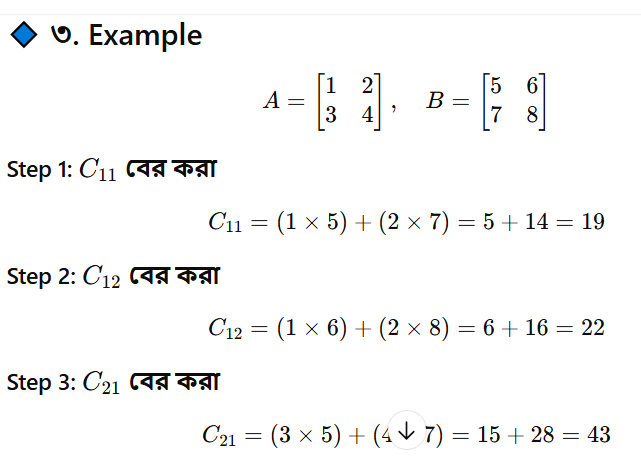 ৩. Example
A = [1 2 3 4], B = [5 6 7 8]
Step 1: C₁₁ বের করা
C₁₁ = (1 × 5) + (2 × 7) = 5 + 14 = 19
Step 2: C₁₂ বের করা
C₁₂ = (1 × 6) + (2 × 8) = 6 + 16 = 22
Step 3: C₂₁ বের করা
C₂₁ = (3 × 5) + (4 7) = 15 + 28 = 43